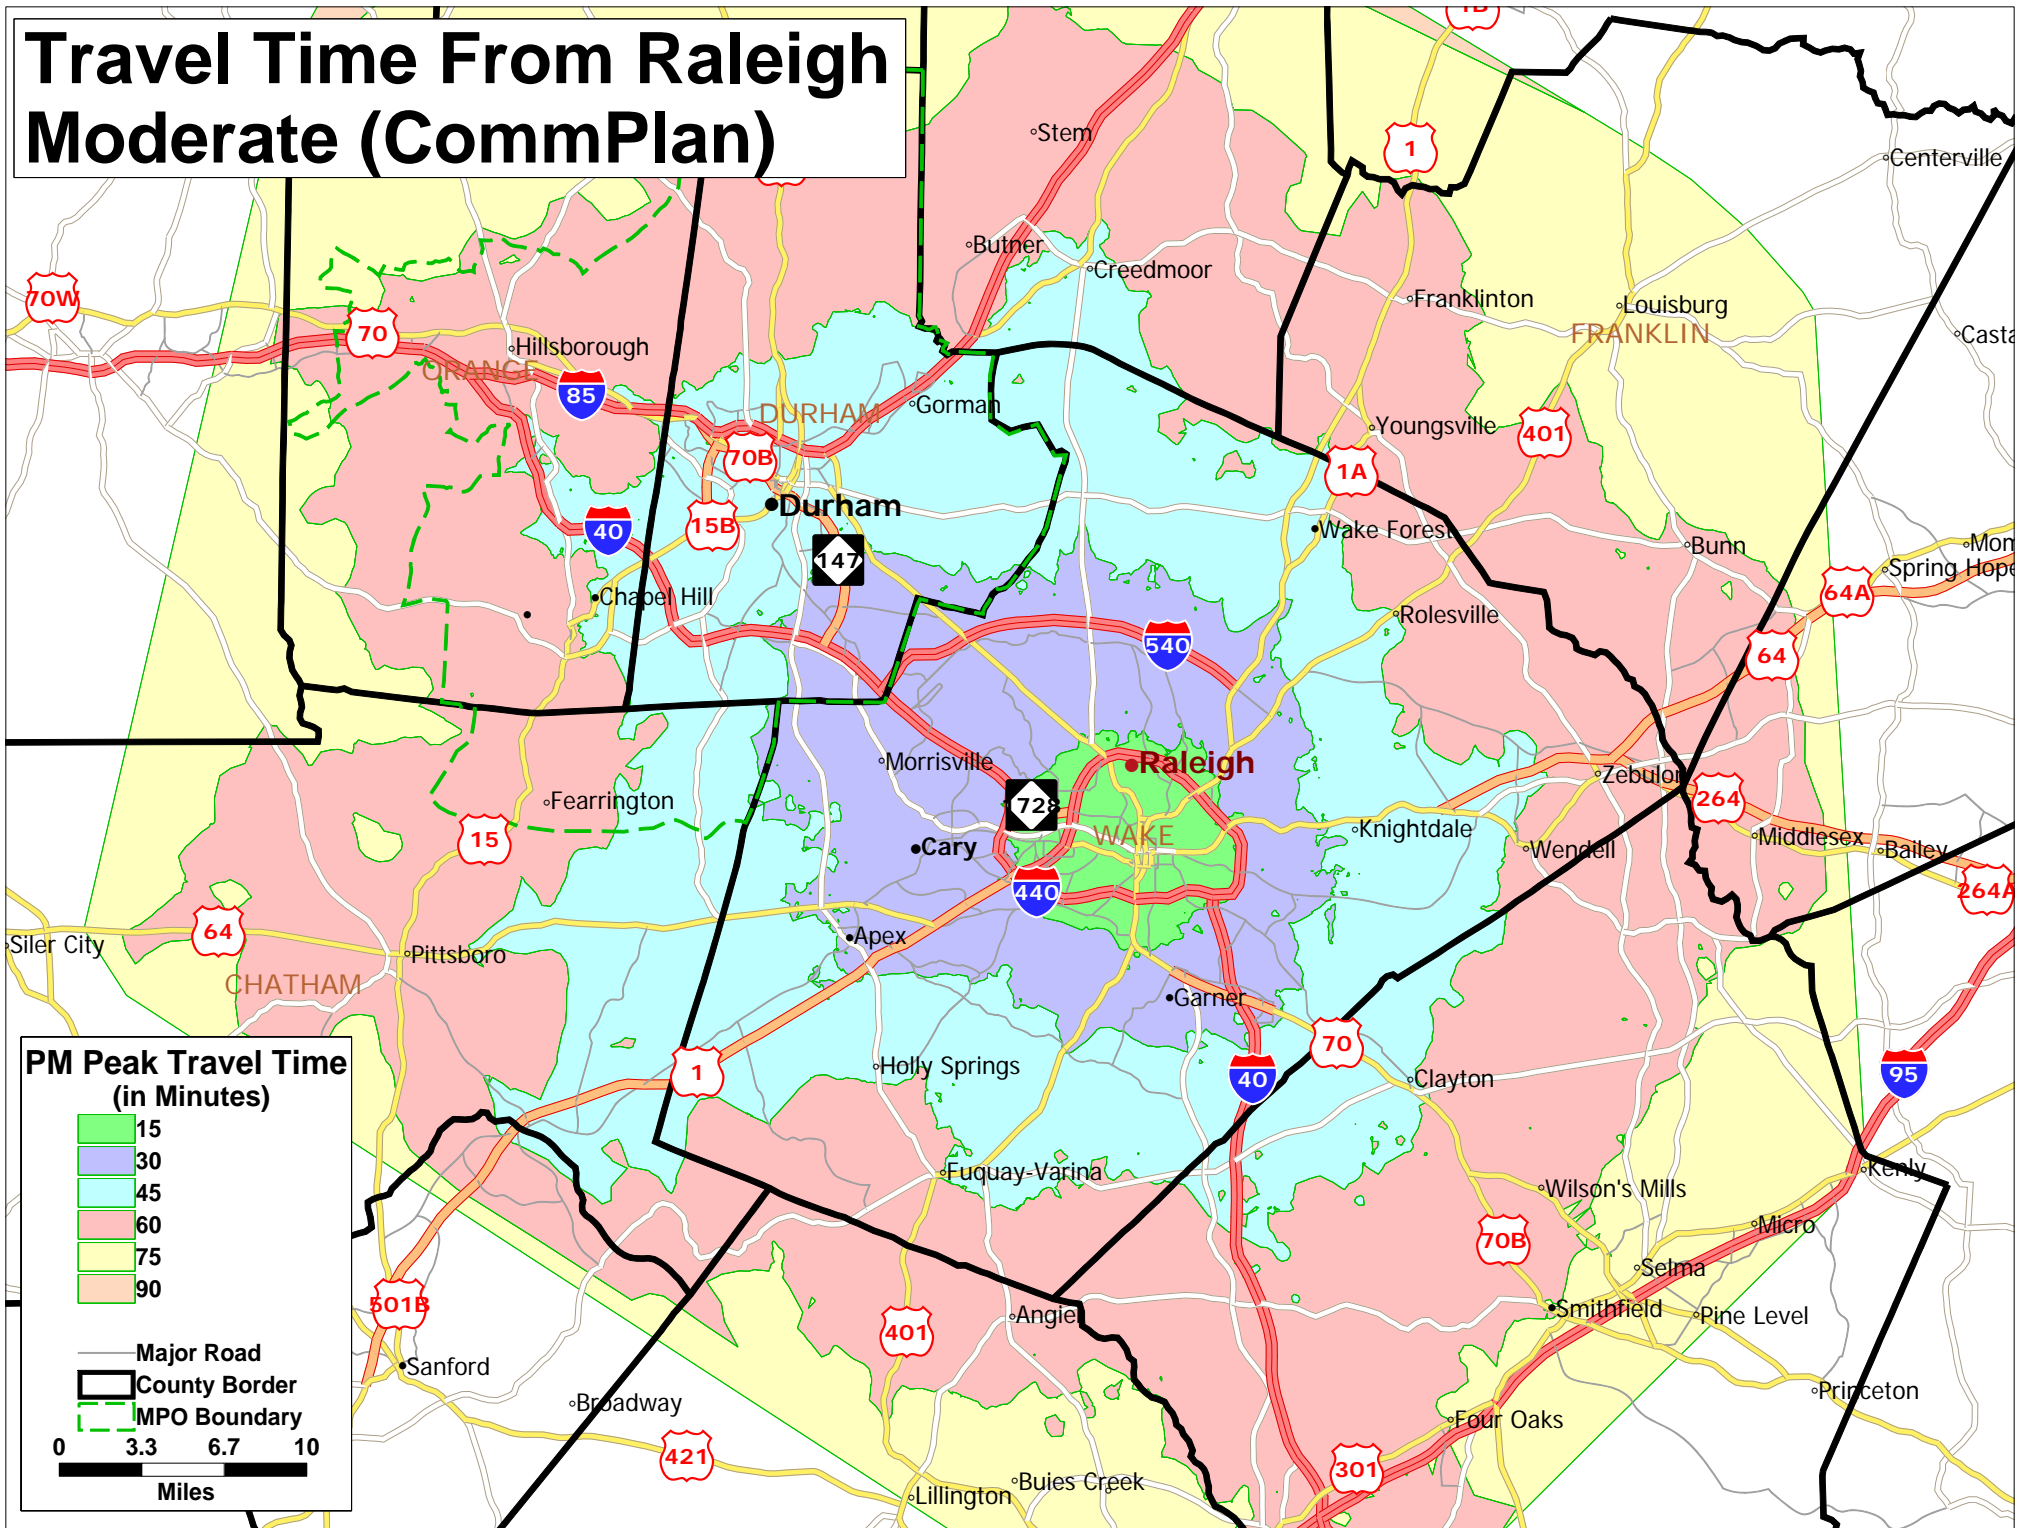 Travel Time From Raleigh
Moderate (CommPlan)
1
Stem
Centerville
Butner
Creedmoor
70W
Franklinton
Louisburg
70
FRANKLIN
Hillsborough
ORANGE
85
Gorman
DURHAM
Youngsville
401
70B
1A
Durham
15B
40
Wake Forest
Bunn
147
Spring Hope
64A
Chapel Hill
Rolesville
540
64
Morrisville
Raleigh
Zebulon
Fearrington
728
264
15
WAKE
Knightdale
Middlesex
Cary
Wendell
Bailey
440
264A
64
Siler City
Apex
Pittsboro
CHATHAM
Garner
70
Holly Springs
1
40
Clayton
95
Fuquay-Varina
Kenly
Wilson's Mills
Micro
70B
Selma
501B
Angier
Smithfield
Pine Level
401
Sanford
Broadway
Princeton
Four Oaks
421
301
Buies Creek
Lillington
PM Peak Travel Time
(in Minutes)
15
30
45
60
75
90
Major Road
County Border
MPO Boundary
0 3.3 6.7 10
Miles